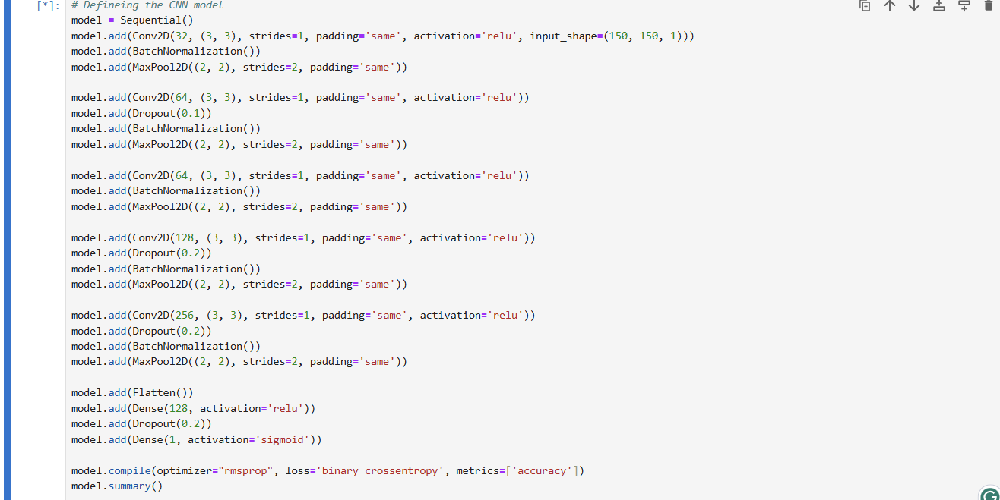 [*]:
# Defineing the CNN model
model = Sequential()
model.add(Conv2D(32, (3, 3), strides=1, padding='same', activation='relu', input_shape=(150, 150, 1)))
model.add(BatchNormalization())
model.add(MaxPool2D((2, 2), strides=2, padding='same'))
model.add(Conv2D(64, (3, 3), strides=1, padding='same', activation='relu'))
model.add(Dropout(0.1))
model.add(BatchNormalization())
model.add(MaxPool2D((2, 2), strides=2, padding='same'))
model.add(Conv2D(64, (3, 3), strides=1, padding='same', activation='relu'))
model.add(BatchNormalization())
model.add(MaxPool2D((2, 2), strides=2, padding='same'))
model.add(Conv2D(128, (3, 3), strides=1, padding='same', activation='relu'))
model.add(Dropout(0.2))
model.add(BatchNormalization())
model.add(MaxPool2D((2, 2), strides=2, padding='same'))
model.add(Conv2D(256, (3, 3), strides=1, padding='same', activation='relu'))
model.add(Dropout(0.2))
model.add(BatchNormalization())
model.add(MaxPool2D((2, 2), strides=2, padding='same'))
model.add(Flatten())
model.add(Dense(128, activation='relu'))
model.add(Dropout(0.2))
model.add(Dense(1, activation='sigmoid'))
model.compile(optimizer="rmsprop", loss='binary_crossentropy', metrics=['accuracy'])
model.summary()